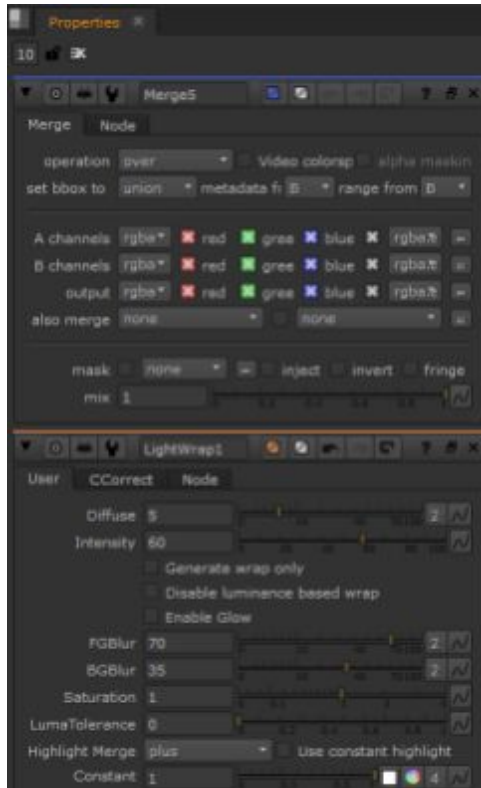 Properties
10
Merge5 ?
Merge Node
operation over Video colorsp alpha maskin
set bbox to union metadata fr B range from B
A channels rgba red gree blue rgba.a =
B channels rgba red gree blue rgba.a =
output rgba red gree blue rgba.a =
also merge none none =
mask none = inject invert fringe
mix 1
LightWrap1 ?
User CCorrect Node
Diffuse 5 2
Intensity 60
Generate wrap only
Disable luminance based wrap
Enable Glow
FGBlur 70 2
BGBlur 35 2
Saturation 1
LumaTolerance 0
Highlight Merge plus Use constant highlight
Constant 1 4